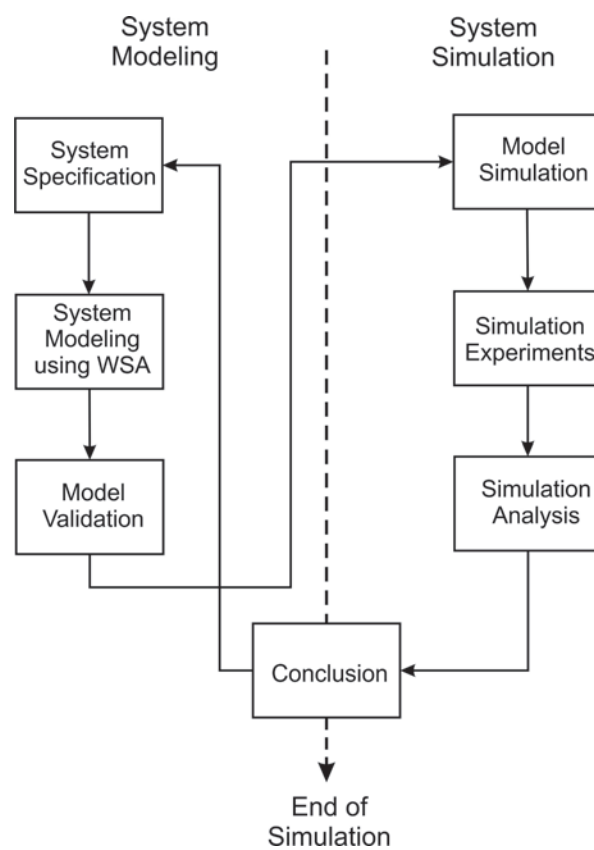 System
Modeling
System
Simulation
System
Specification
System
Modeling
using WSA
Model
Validation
Model
Simulation
Simulation
Experiments
Simulation
Analysis
Conclusion
End of
Simulation